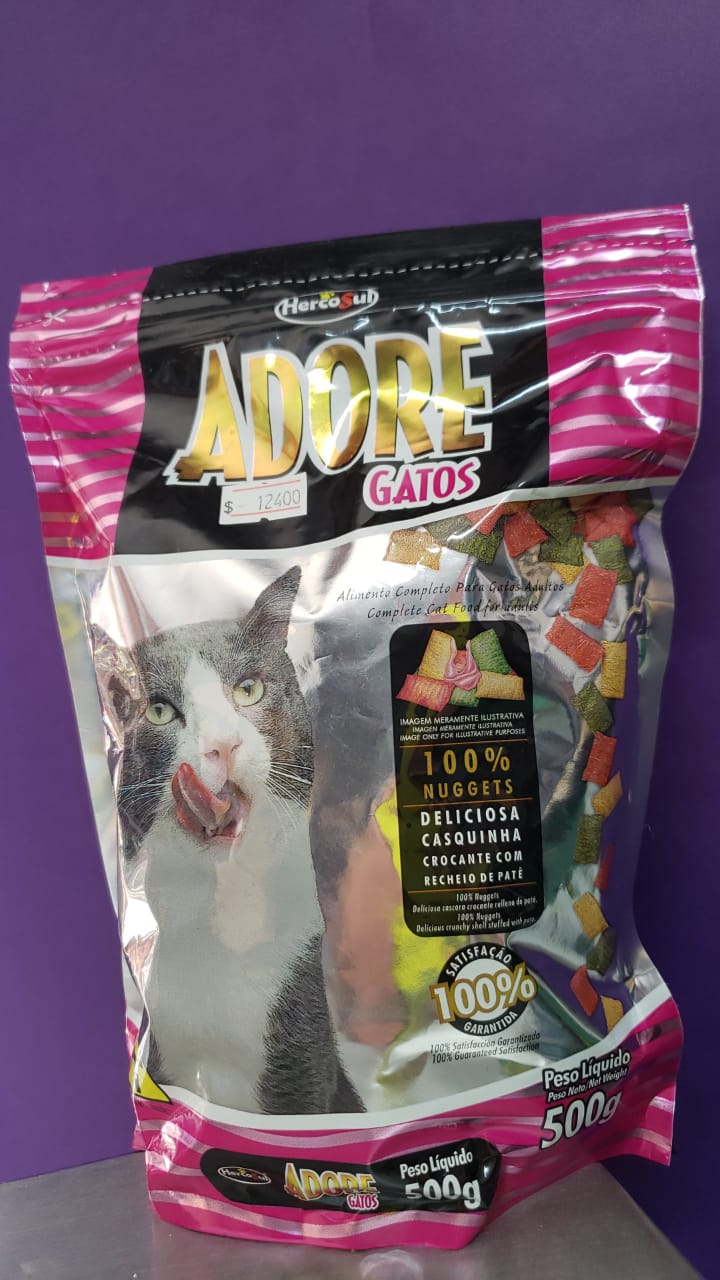 HercoSul
ADORE
GATOS
$ 12400
Alimento Completo Para Gatos Adultos
Complete Cat Food for adults
IMAGEM MERAMENTE ILUSTRATIVA
IMAGEN MERAMENTE ILUSTRATIVA
IMAGE ONLY FOR ILLUSTRATIVE PURPOSES
100%
NUGGETS
DELICIOSA
CASQUINHA
CROCANTE COM
RECHEIO DE PATÊ
100% Nuggets
Deliciosa cascara crocante rellena de paté.
100% Nuggets
Delicious crunchy shell stuffed with
SATISFAÇÃO
100%
GARANTIDA
100% Satisfacción Garantizada
100% Guaranteed Satisfaction
Peso Líquido
Peso Neto/Net Weight
500g
HercoSul
ADORE
GATOS
Peso Líquido
500g